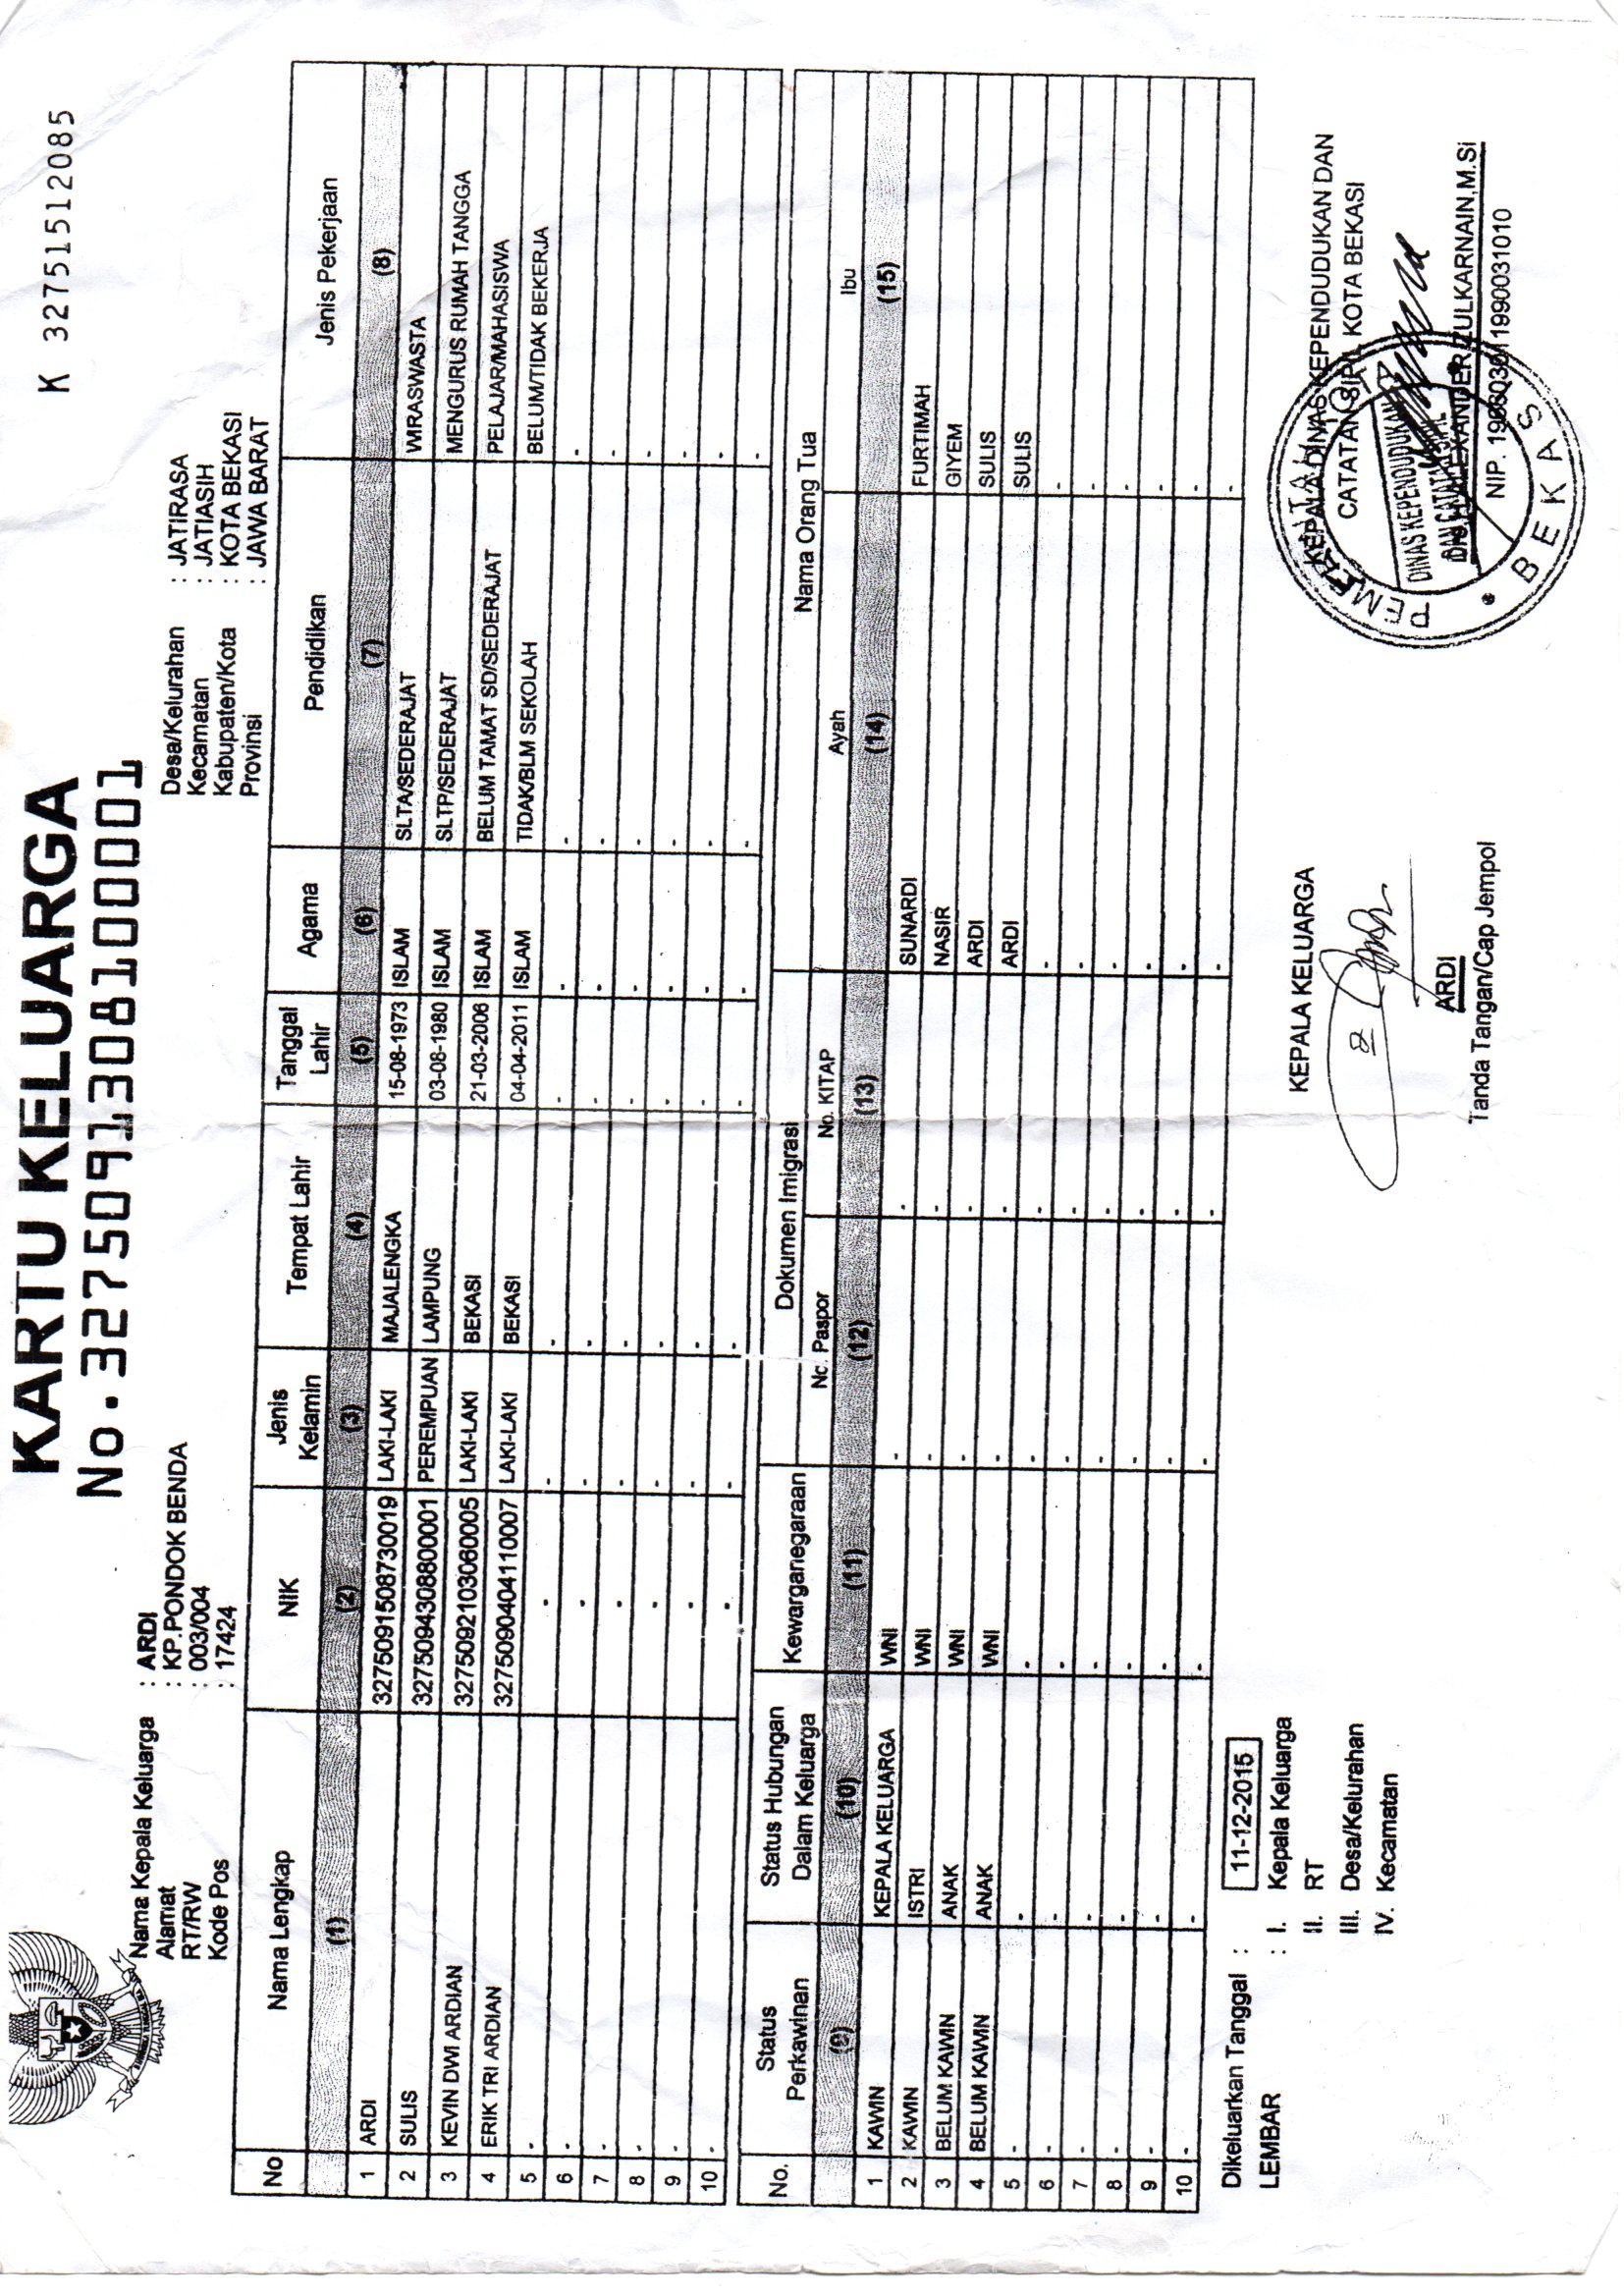 KARTU KELUARGA
No.3275091308100001
K 32751512085
Nama Kepala Keluarga : ARDI
Alamat : KP.PONDOK BENDA
RT/RW : 003/004
Kode Pos : 17424
Desa/Kelurahan : JATIRASA
Kecamatan : JATIASIH
Kabupaten/Kota : KOTA BEKASI
Provinsi : JAWA BARAT
No Nama Lengkap NIK Jenis Kelamin Tempat Lahir Tanggal Lahir Agama Pendidikan Jenis Pekerjaan
(1) (2) (3) (4) (5) (6) (7) (8)
1 ARDI 3275091508730019 LAKI-LAKI MAJALENGKA 15-08-1973 ISLAM SLTA/SEDERAJAT WIRASWASTA
2 SULIS 3275094308800001 PEREMPUAN LAMPUNG 03-08-1980 ISLAM SLTP/SEDERAJAT MENGURUS RUMAH TANGGA
3 KEVIN DWI ARDIAN 3275092103060005 LAKI-LAKI BEKASI 21-03-2006 ISLAM BELUM TAMAT SD/SEDERAJAT PELAJAR/MAHASISWA
4 ERIK TRI ARDIAN 3275090404110007 LAKI-LAKI BEKASI 04-04-2011 ISLAM TIDAK/BLM SEKOLAH BELUM/TIDAK BEKERJA
5 - - - - - - - -
6 - - - - - - - -
7 - - - - - - - -
8 - - - - - - - -
9 - - - - - - - -
10 - - - - - - - -
No. Status Perkawinan Status Hubungan Dalam Keluarga Kewarganegaraan Dokumen Imigrasi Nama Orang Tua
No. Paspor No. KITAP Ayah Ibu
(9) (10) (11) (12) (13) (14) (15)
1 KAWIN KEPALA KELUARGA WNI - - SUNARDI FURTIMAH
2 KAWIN ISTRI WNI - - NASIR GIYEM
3 BELUM KAWIN ANAK WNI - - ARDI SULIS
4 BELUM KAWIN ANAK WNI - - ARDI SULIS
5 - - - - - - -
6 - - - - - - -
7 - - - - - - -
8 - - - - - - -
9 - - - - - - -
10 - - - - - - -
Dikeluarkan Tanggal : 11-12-2015
LEMBAR : I. Kepala Keluarga
II. RT
III. Desa/Kelurahan
IV. Kecamatan
KEPALA KELUARGA
ARDI
Tanda Tangan/Cap Jempol
KEPALA DINAS KEPENDUDUKAN DAN
CATATAN SIPIL KOTA BEKASI
Drs.H.ALEXANDER ZULKARNAIN,M.Si
NIP. 196603011990031010
PEMERINTAH KOTA
DINAS KEPENDUDUKAN
DAN CATATAN SIPIL
BEKASI